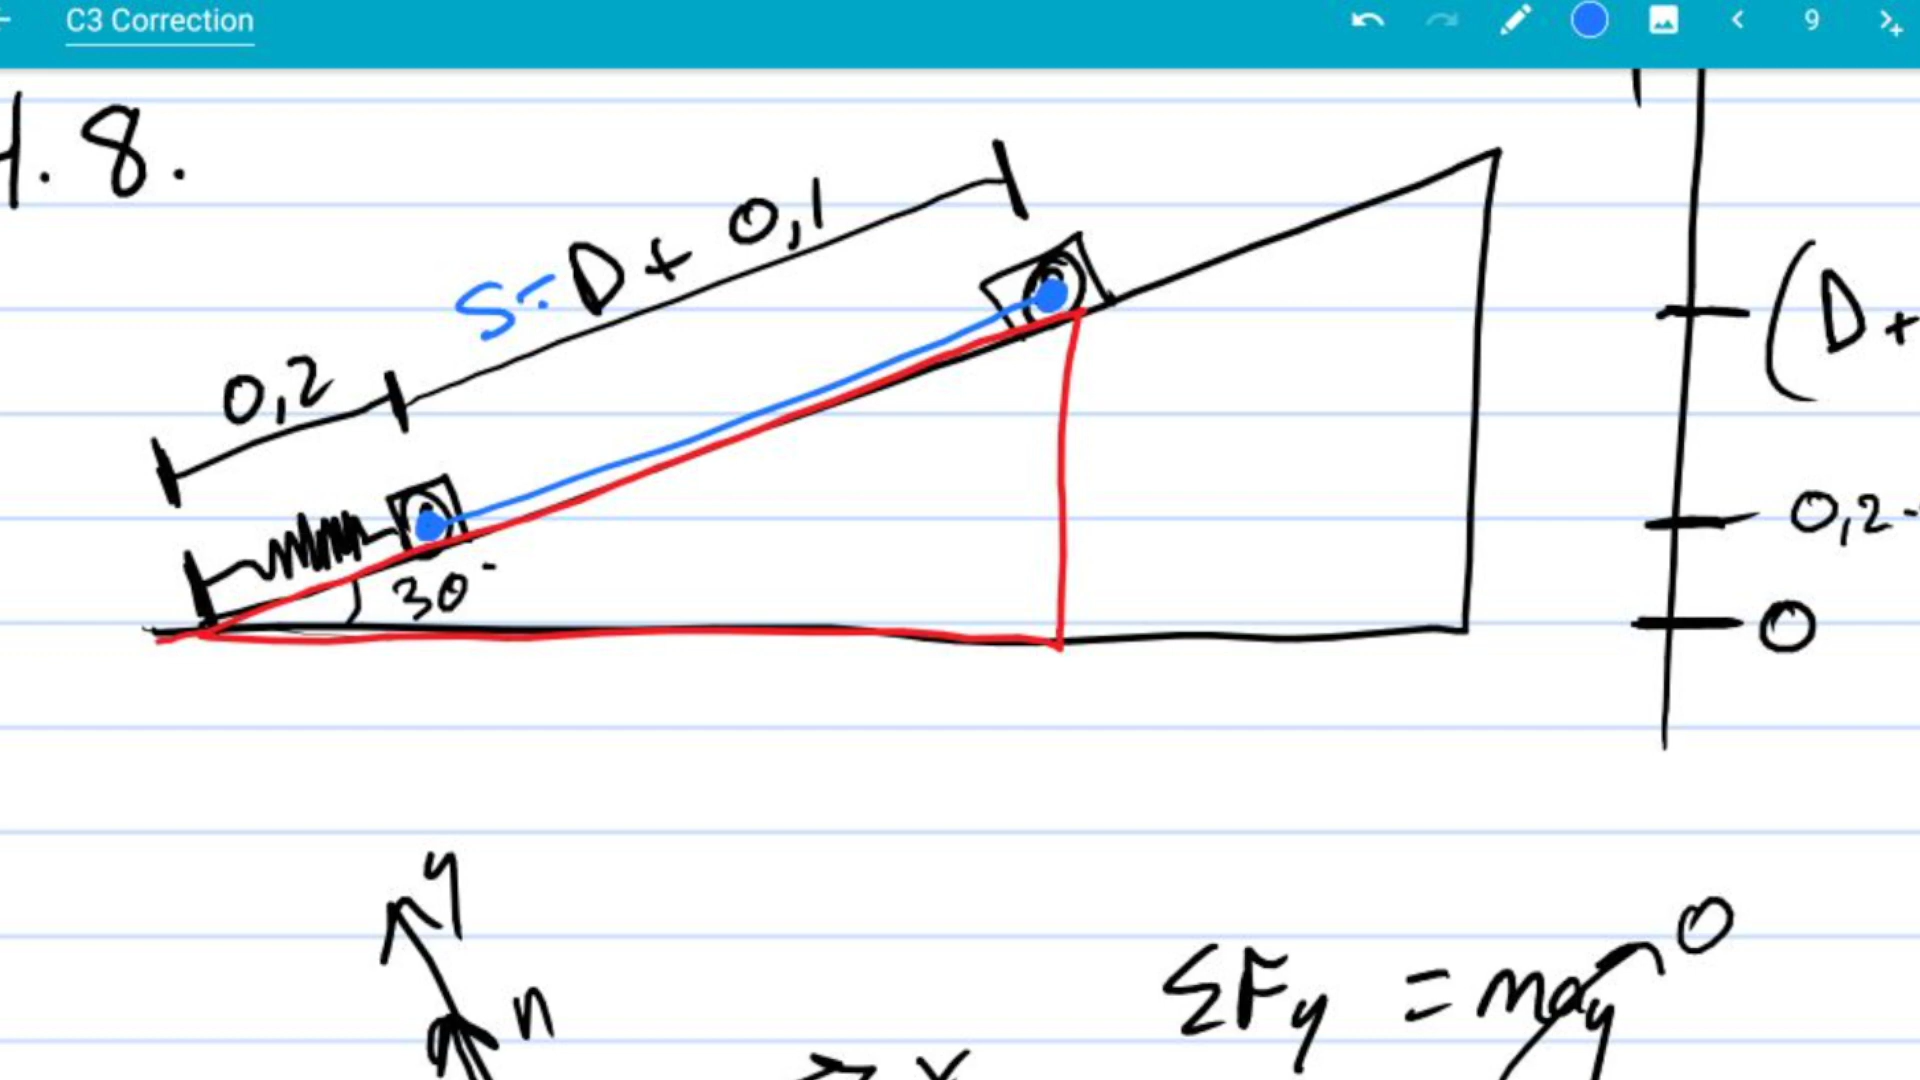 C3 Correction
9
4.8.
S = D + 0,1
(D+
0,2
0,2-
30°
0
y
n
ΣFy = may 0
x